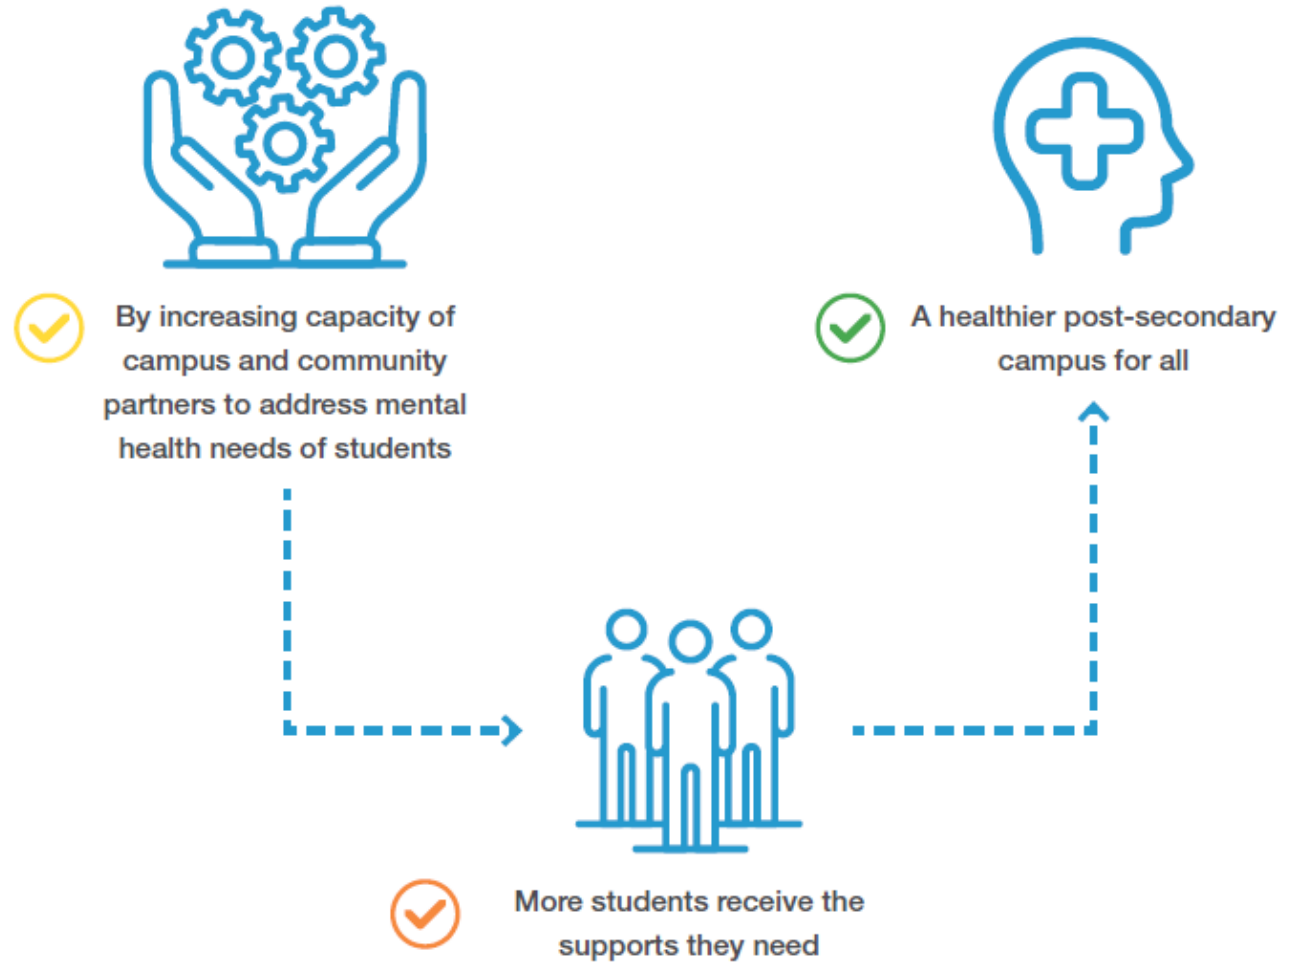 By increasing capacity of
campus and community
partners to address mental
health needs of students
A healthier post-secondary
campus for all
More students receive the
supports they need